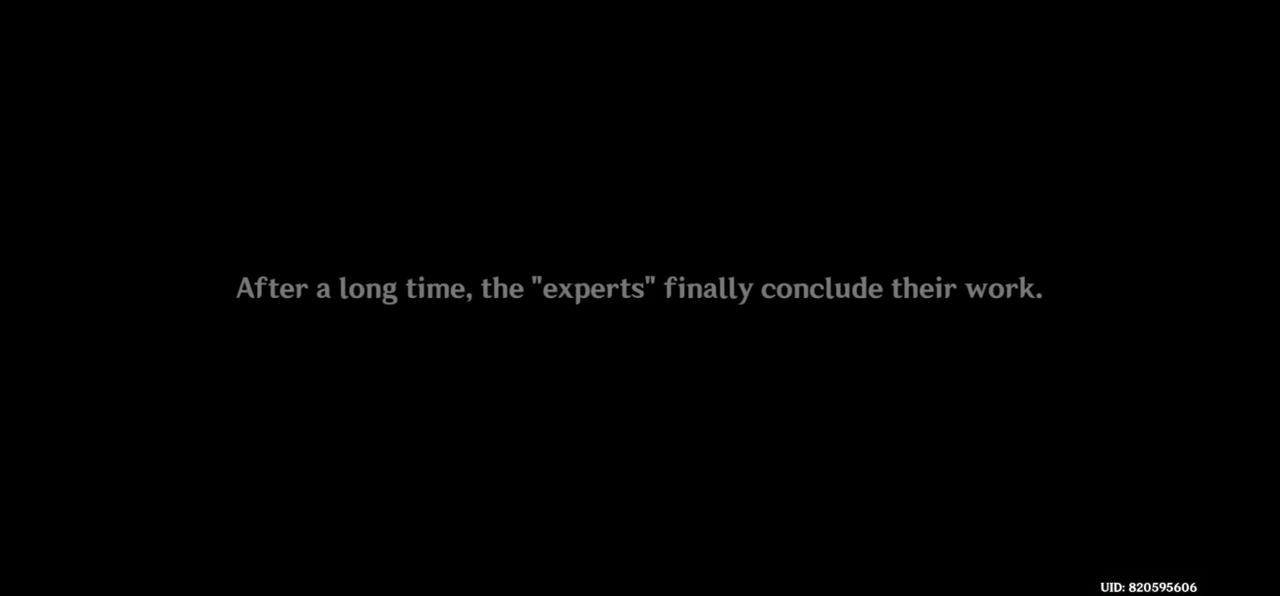 After a long time, the "experts" finally conclude their work.
UID: 820595606